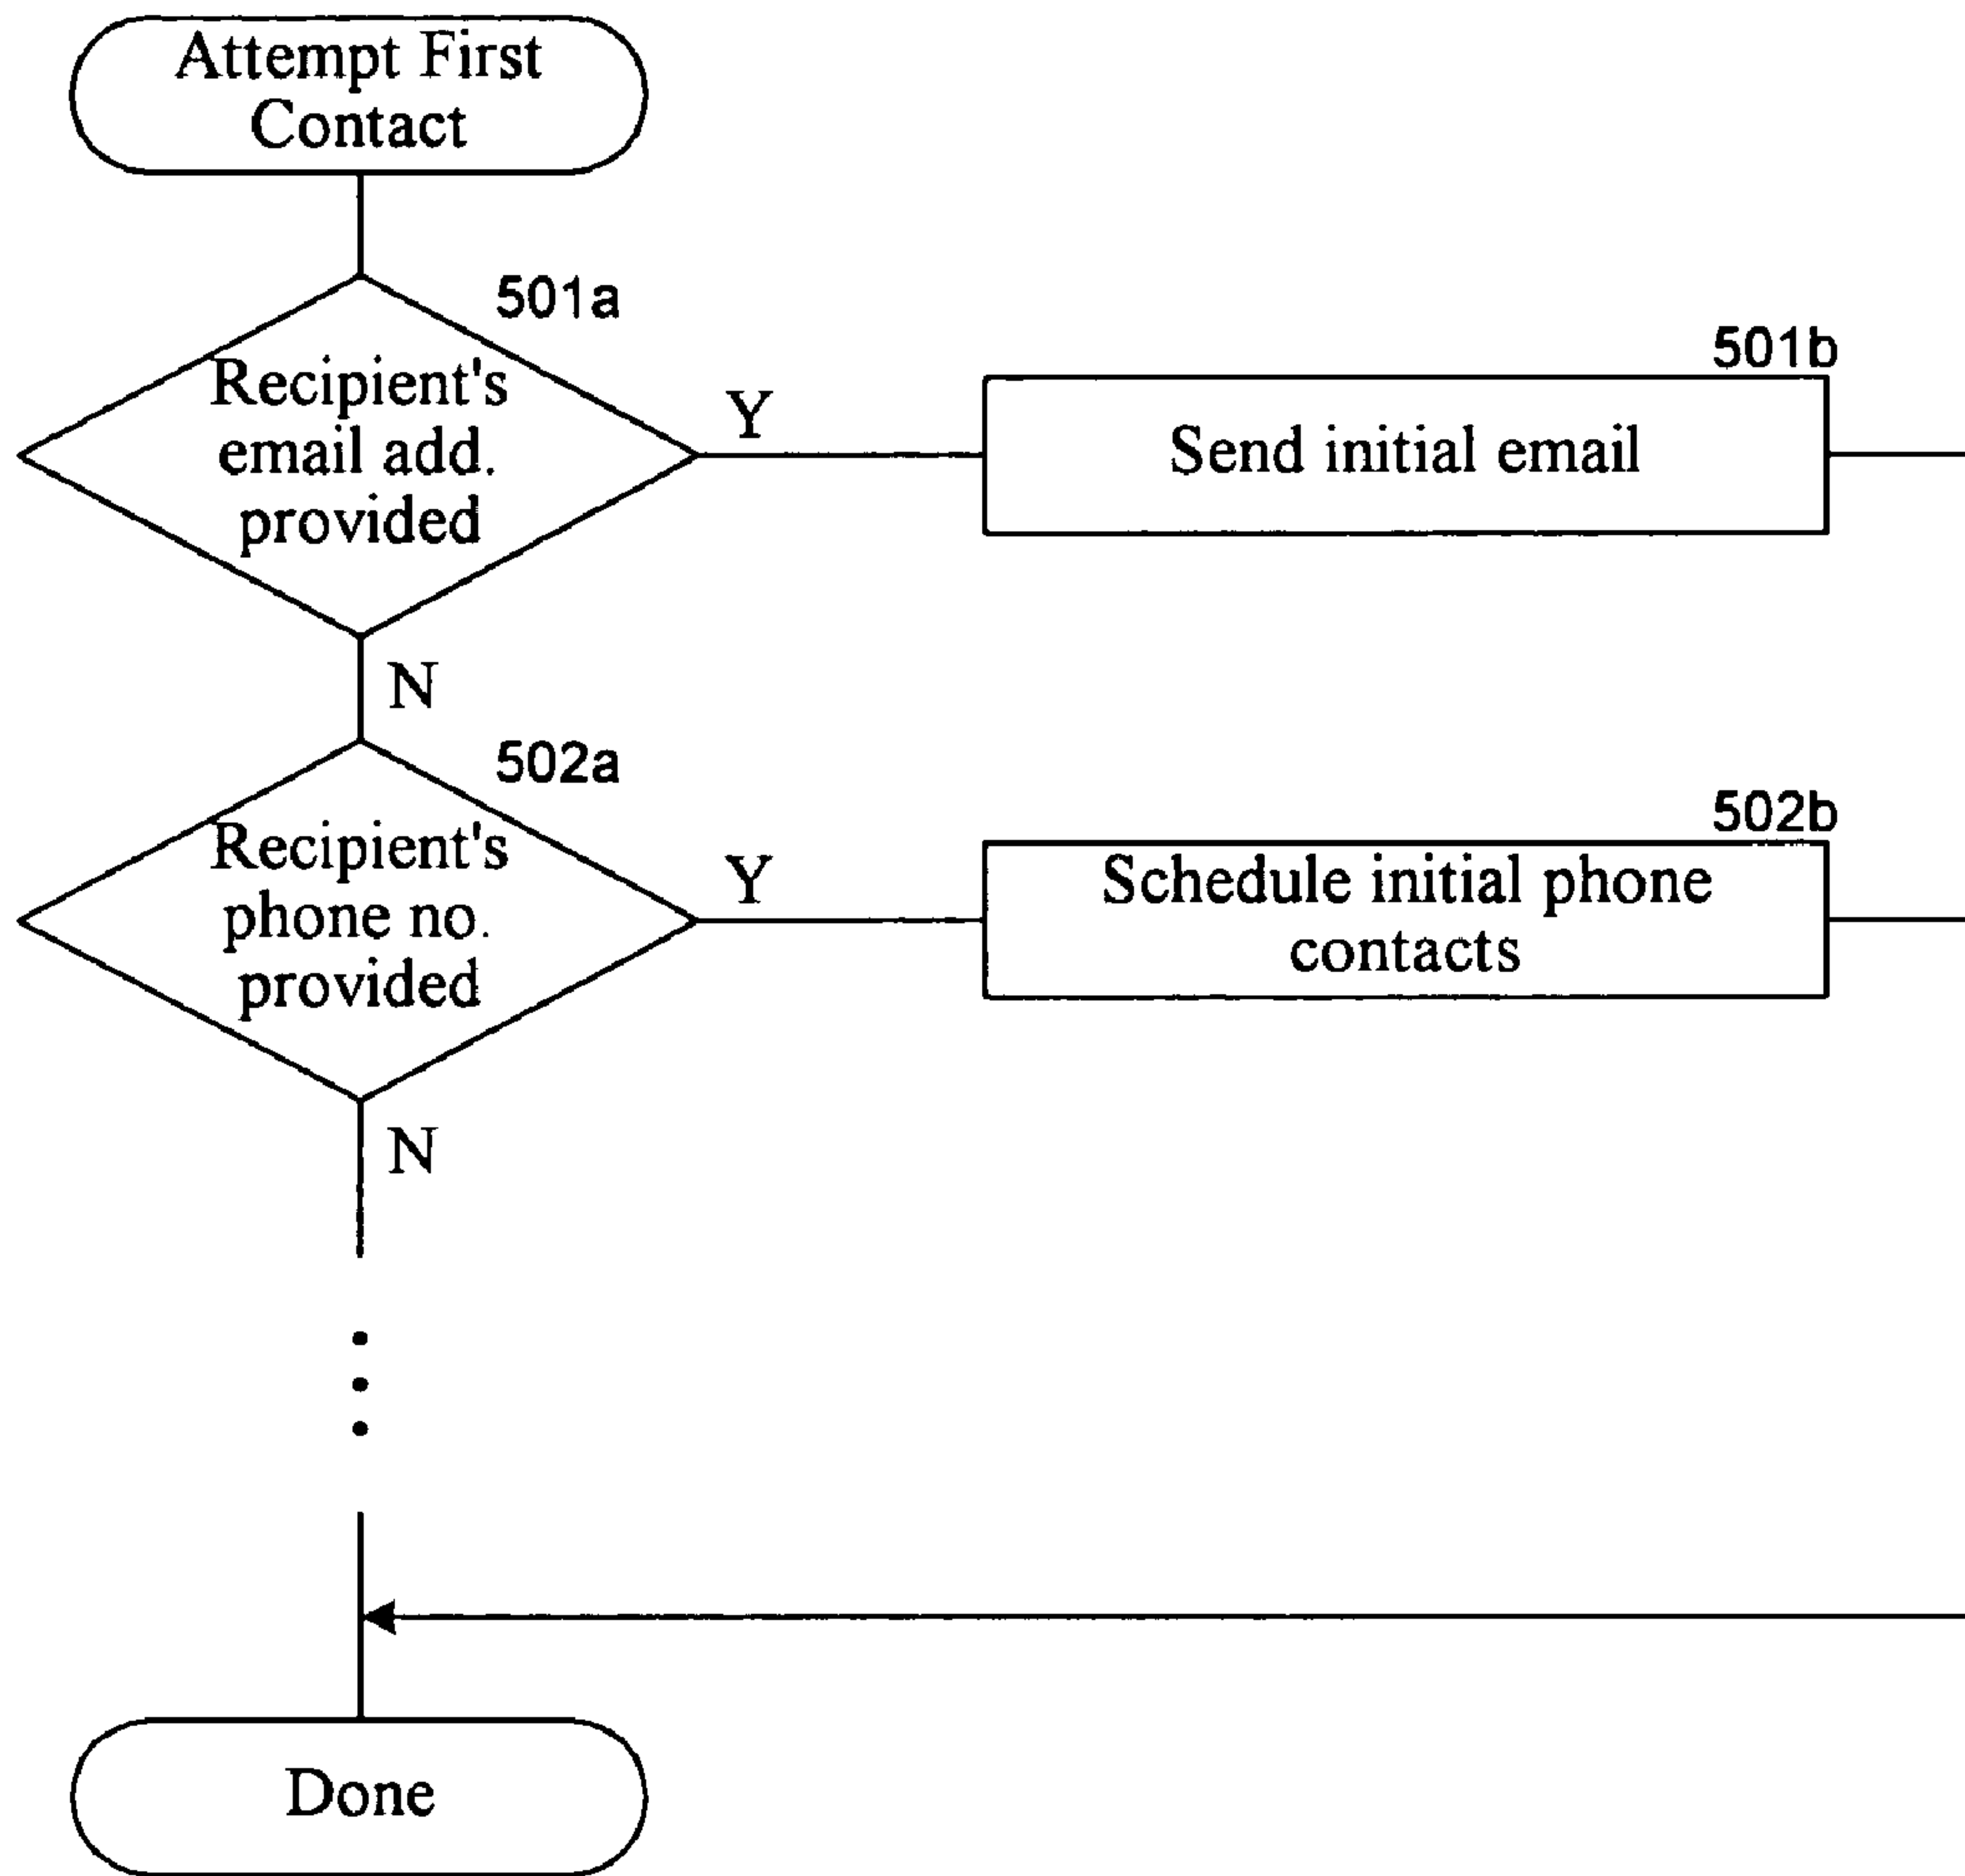 Attempt First
Contact
501a
Recipient's
email add.
provided
Y
501b
Send initial email
N
502a
Recipient's
phone no.
provided
Y
502b
Schedule initial phone
contacts
N
Done